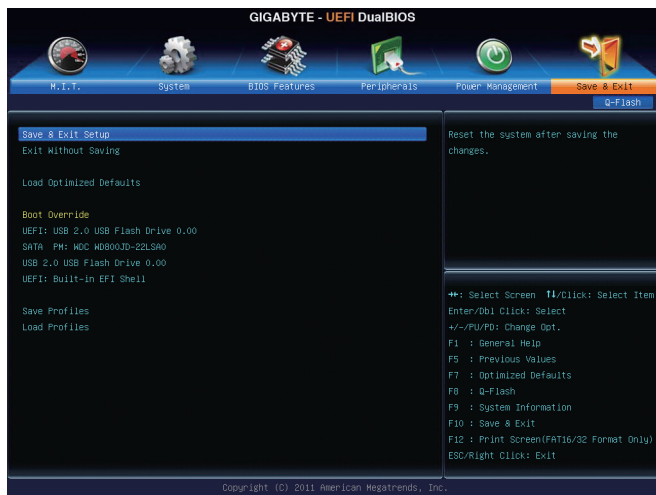 GIGABYTE - UEFI DualBIOS
M.I.T.
System
BIOS Features
Peripherals
Power Management
Save & Exit
Q-Flash
Save & Exit Setup
Exit Without Saving
Load Optimized Defaults
Boot Override
UEFI: USB 2.0 USB Flash Drive 0.00
SATA  PM: WDC WD800JD-22LSA0
USB 2.0 USB Flash Drive 0.00
UEFI: Built-in EFI Shell
Save Profiles
Load Profiles
Reset the system after saving the
changes.
→←: Select Screen  ↑↓/Click: Select Item
Enter/Dbl Click: Select
+/-/PU/PD: Change Opt.
F1  : General Help
F5  : Previous Values
F7  : Optimized Defaults
F8  : Q-Flash
F9  : System Information
F10 : Save & Exit
F12 : Print Screen(FAT16/32 Format Only)
ESC/Right Click: Exit
Copyright (C) 2011 American Megatrends, Inc.